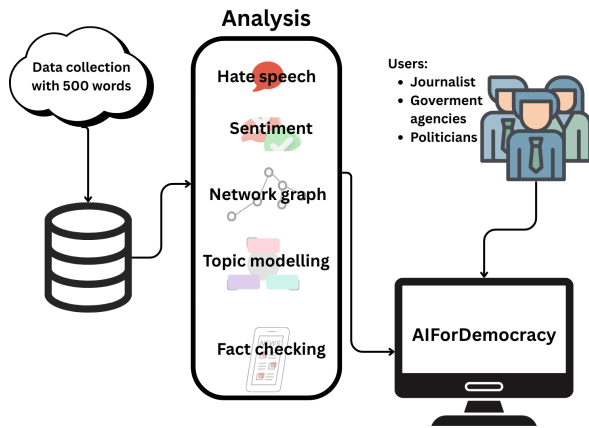 Analysis
Data collection
with 500 words
Hate speech
Sentiment
Network graph
Topic modelling
Fact checking
NEWS
Users:
• Journalist
• Goverment
agencies
• Politicians
AIForDemocracy